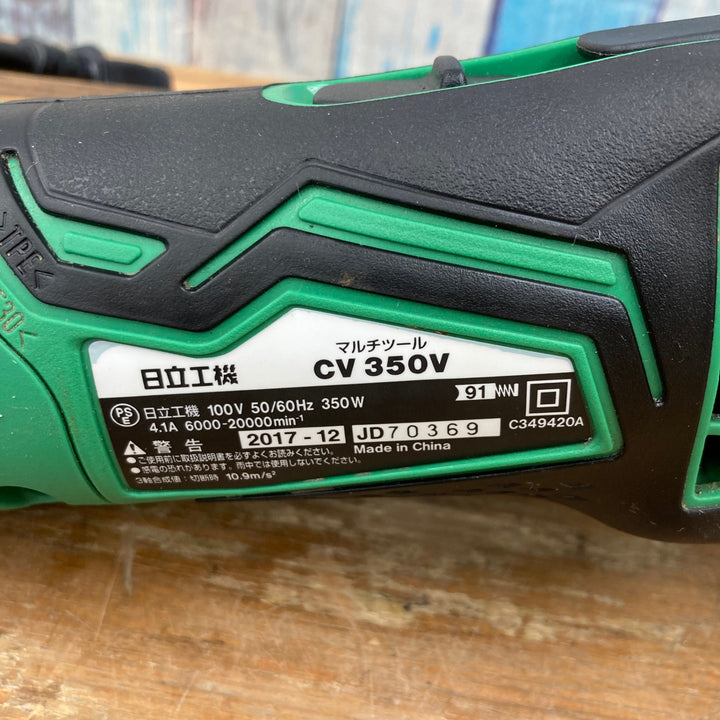 >TPE<
30<
マルチツール
日立工機 CV 350V
PSE 日立工機 100V 50/60Hz 350W 91
4.1A 6000-20000min⁻¹ C349420A
警告 2017-12 JD70369
●ご使用前に取扱説明書を必ずよくお読みください。 Made in China
●感電の恐れがあります。雨中では使用しないでください。
3軸合成値：切断時 10.9m/s²